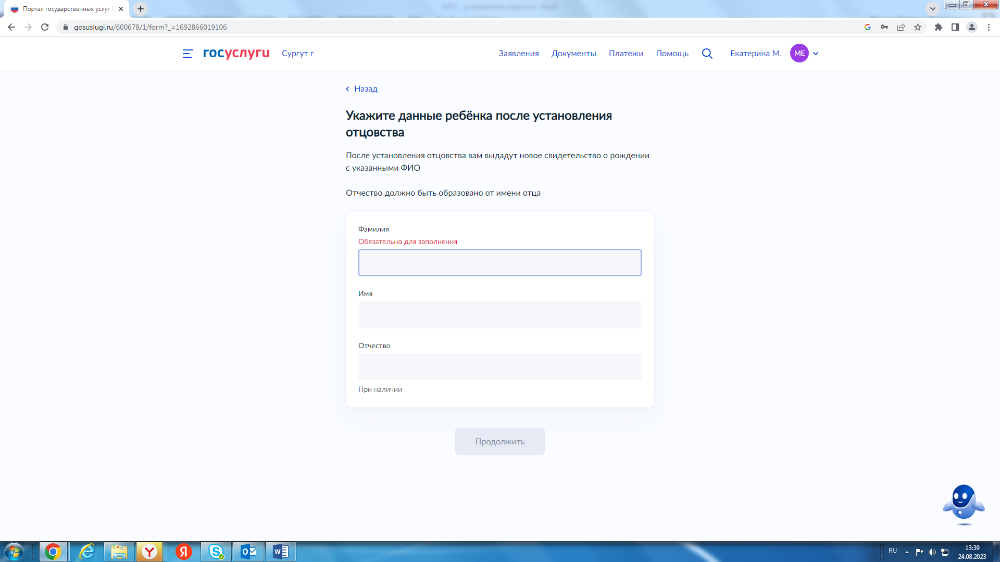 Портал государственных услуг
gosuslugi.ru/600678/1/form?_=1692866019106
госуслуги
Сургут г
Заявления
Документы
Платежи
Помощь
Екатерина М.
МЕ
Назад
Укажите данные ребёнка после установления
отцовства
После установления отцовства вам выдадут новое свидетельство о рождении
с указанными ФИО
Отчество должно быть образовано от имени отца
Фамилия
Обязательно для заполнения
Имя
Отчество
При наличии
Продолжить
RU
13:39
24.08.2023